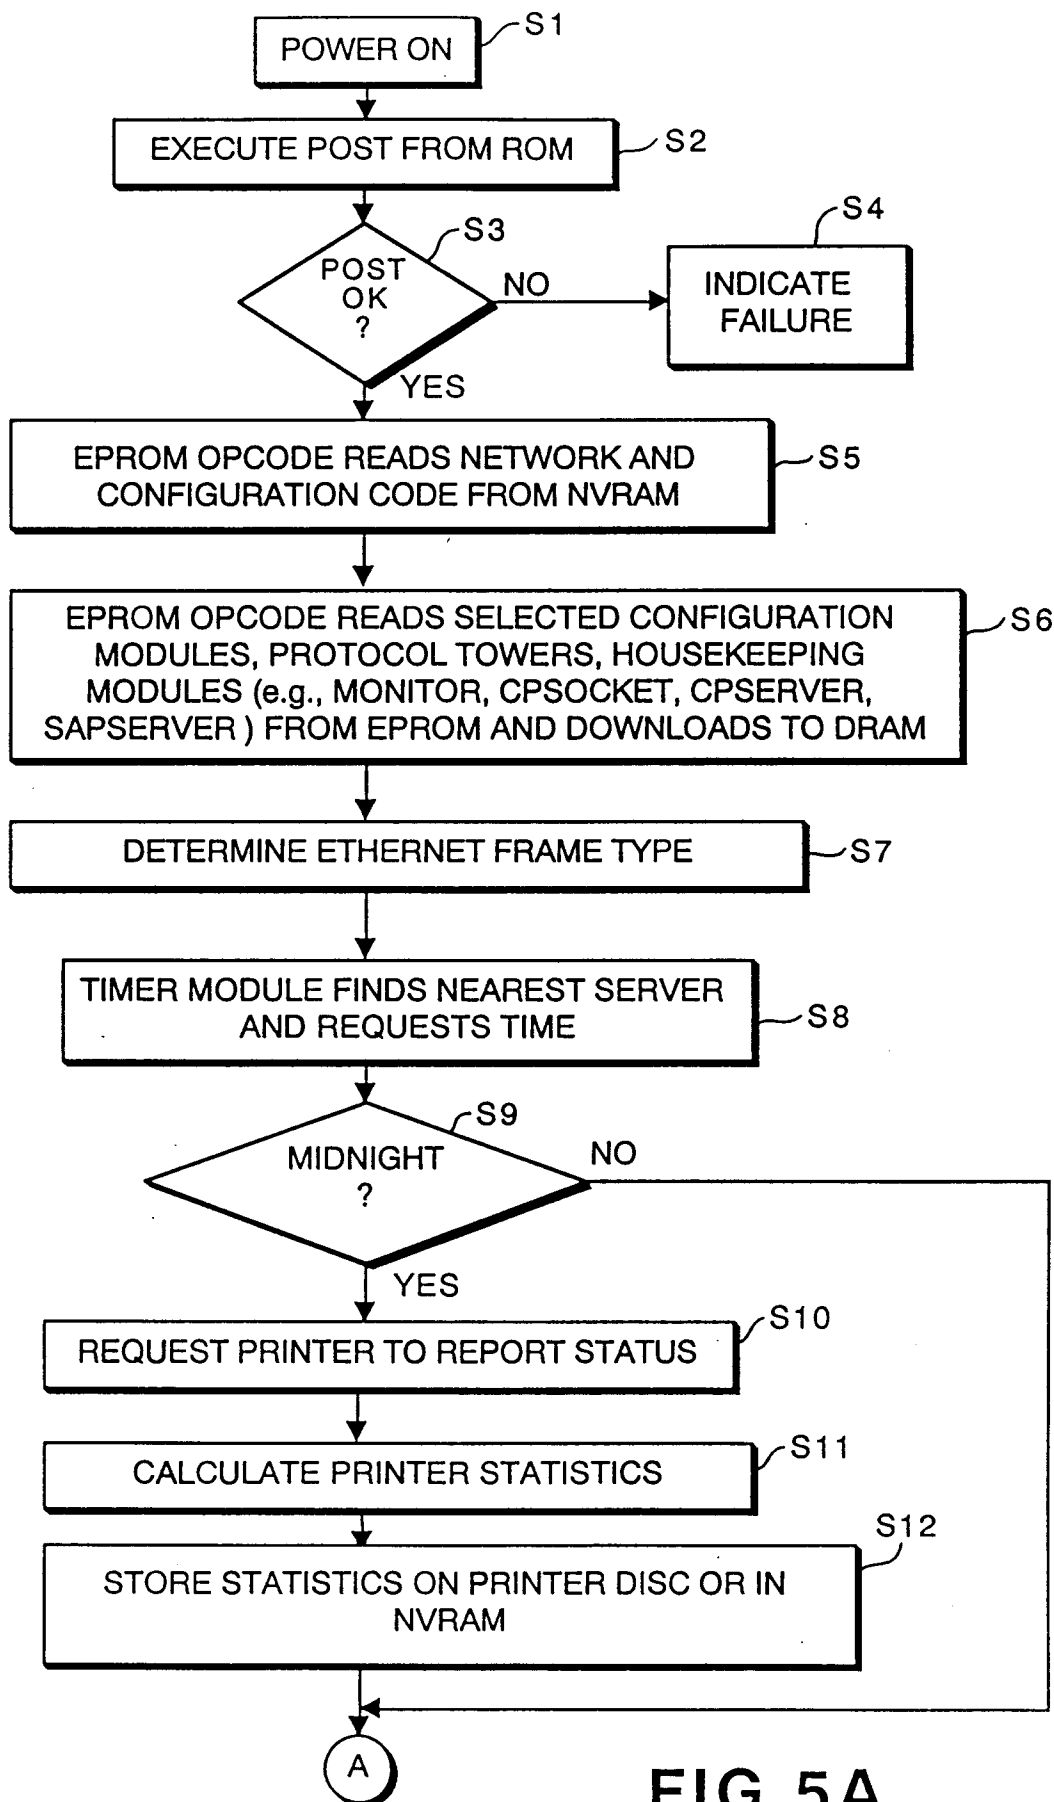 POWER ON
S1
EXECUTE POST FROM ROM
S2
POST
OK
?
S3
NO
S4
INDICATE
FAILURE
YES
EPROM OPCODE READS NETWORK AND
CONFIGURATION CODE FROM NVRAM
S5
EPROM OPCODE READS SELECTED CONFIGURATION
MODULES, PROTOCOL TOWERS, HOUSEKEEPING
MODULES (e.g., MONITOR, CPSOCKET, CPSERVER,
SAPSERVER ) FROM EPROM AND DOWNLOADS TO DRAM
S6
DETERMINE ETHERNET FRAME TYPE
S7
TIMER MODULE FINDS NEAREST SERVER
AND REQUESTS TIME
S8
S9
MIDNIGHT
?
NO
YES
REQUEST PRINTER TO REPORT STATUS
S10
CALCULATE PRINTER STATISTICS
S11
STORE STATISTICS ON PRINTER DISC OR IN
NVRAM
S12
A
FIG. 5A